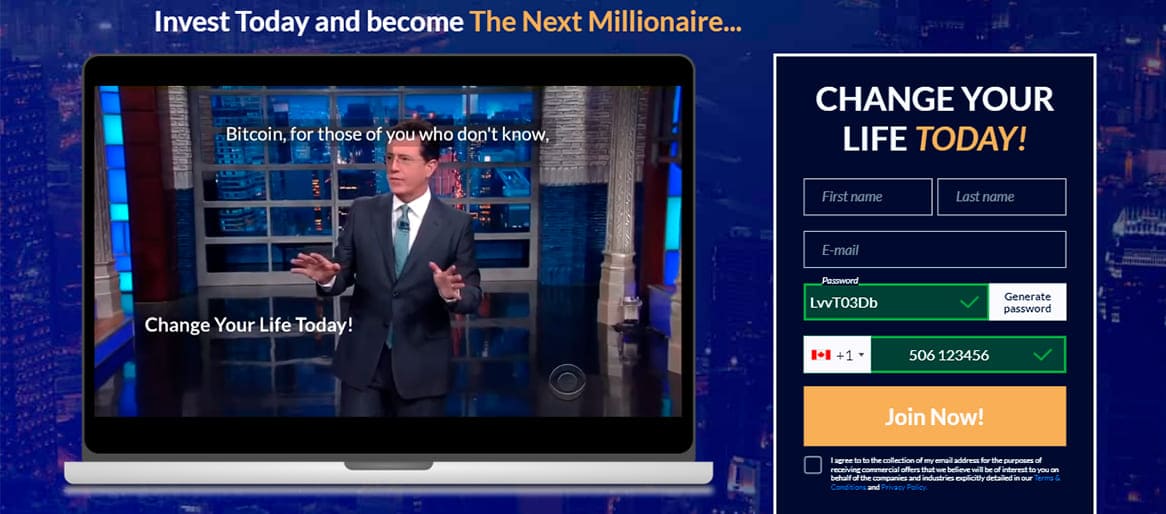 Invest Today and become The Next Millionaire...
Bitcoin, for those of you who don't know,
Change Your Life Today!
CHANGE YOUR
LIFE TODAY!
First name
Last name
E-mail
Password
LvvT03Db
Generate
password
+1
506 123456
Join Now!
I agree to to the collection of my email address for the purposes of
receiving commercial offers that we believe will be of interest to you on
behalf of the companies and industries explicitly detailed in our Terms &
Conditions and Privacy Policy.